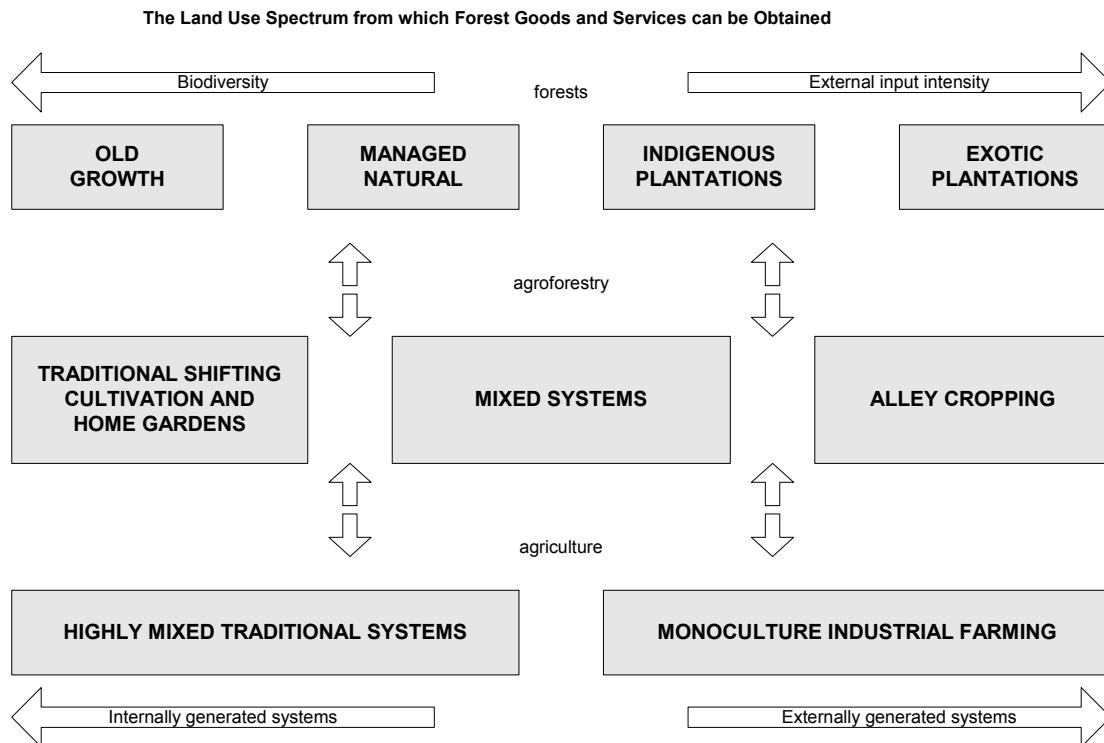 The Land Use Spectrum from which Forest Goods and Services can be Obtained
Biodiversity
forests
External input intensity
OLD
GROWTH
MANAGED
NATURAL
INDIGENOUS
PLANTATIONS
EXOTIC
PLANTATIONS
agroforestry
TRADITIONAL SHIFTING
CULTIVATION AND
HOME GARDENS
MIXED SYSTEMS
ALLEY CROPPING
agriculture
HIGHLY MIXED TRADITIONAL SYSTEMS
MONOCULTURE INDUSTRIAL FARMING
Internally generated systems
Externally generated systems